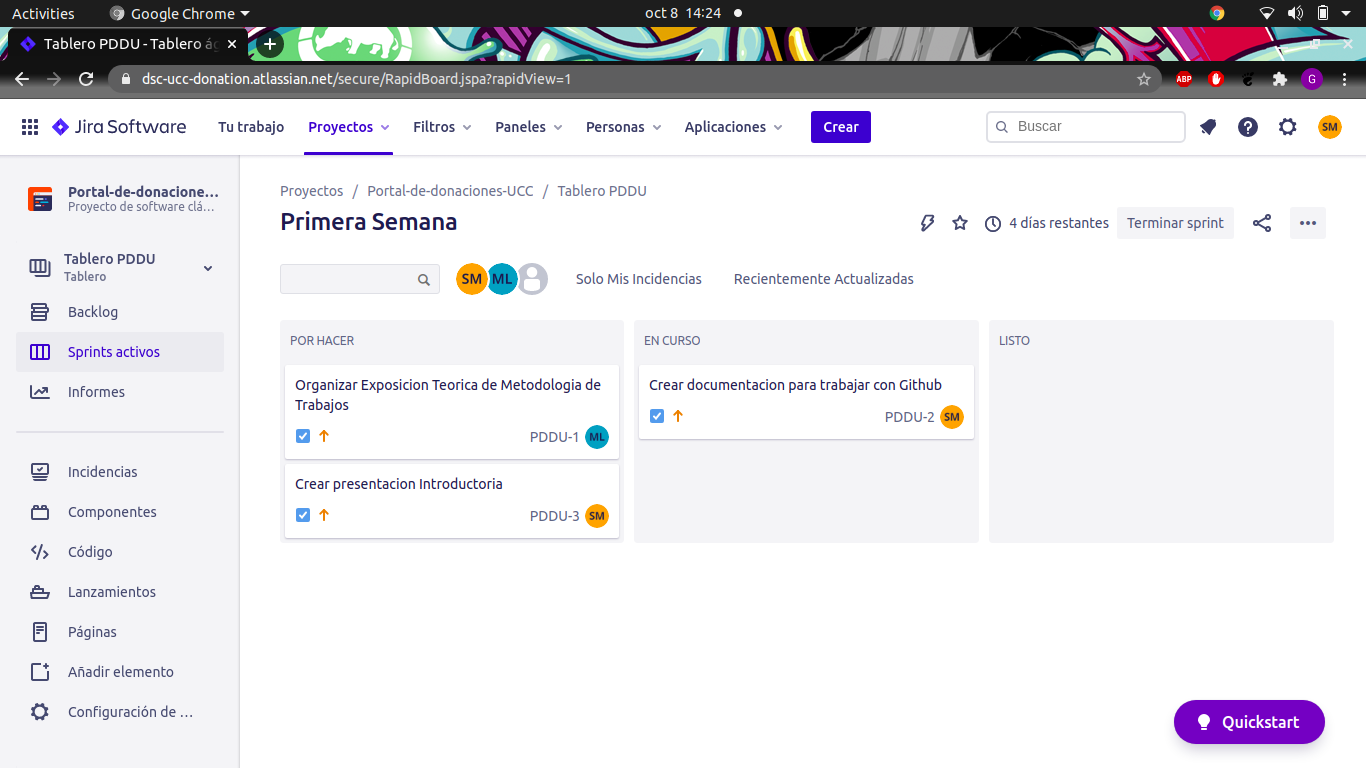 Activities
Google Chrome
oct 8 14:24
Tablero PDDU - Tablero ág
dsc-ucc-donation.atlassian.net/secure/RapidBoard.jspa?rapidView=1
ABP
G
Jira Software
Tu trabajo
Proyectos
Filtros
Paneles
Personas
Aplicaciones
Crear
Buscar
SM
Portal-de-donacione...
Proyecto de software clá...
Tablero PDDU
Tablero
Backlog
Sprints activos
Informes
Incidencias
Componentes
Código
Lanzamientos
Páginas
Añadir elemento
Configuración de ...
Proyectos / Portal-de-donaciones-UCC / Tablero PDDU
Primera Semana
4 días restantes
Terminar sprint
SM
ML
Solo Mis Incidencias
Recientemente Actualizadas
POR HACER
Organizar Exposicion Teorica de Metodologia de
Trabajos
PDDU-1
ML
Crear presentacion Introductoria
PDDU-3
SM
EN CURSO
Crear documentacion para trabajar con Github
PDDU-2
SM
LISTO
Quickstart